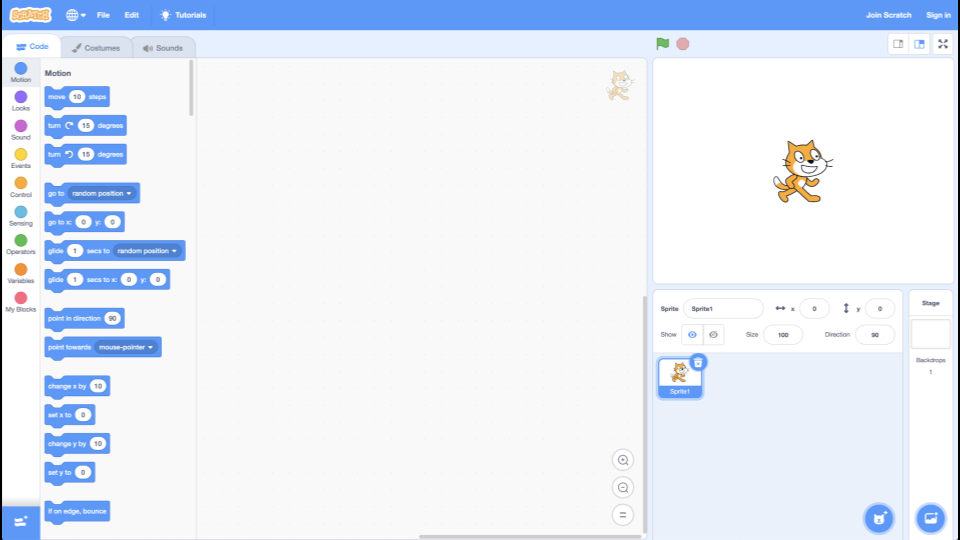 SCRATCH
File
Edit
Tutorials
Join Scratch
Sign in
Code
Costumes
Sounds
Motion
Looks
Sound
Events
Control
Sensing
Operators
Variables
My Blocks
Motion
move 10 steps
turn 15 degrees
turn 15 degrees
go to random position
go to x: 0 y: 0
glide 1 secs to random position
glide 1 secs to x: 0 y: 0
point in direction 90
point towards mouse-pointer
change x by 10
set x to 0
change y by 10
set y to 0
if on edge, bounce
Sprite Sprite1 x 0 y 0
Show Size 100 Direction 90
Sprite1
Stage
Backdrops
1